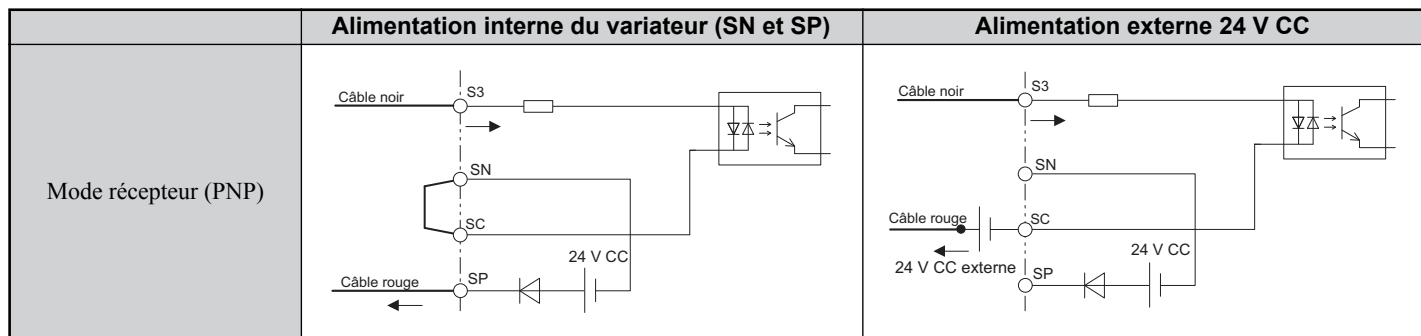 Alimentation interne du variateur (SN et SP)
Alimentation externe 24 V CC
Mode récepteur (PNP)
Câble noir
S3
SN
SC
24 V CC
Câble rouge
SP
Câble noir
S3
SN
Câble rouge
SC
24 V CC externe
24 V CC
SP